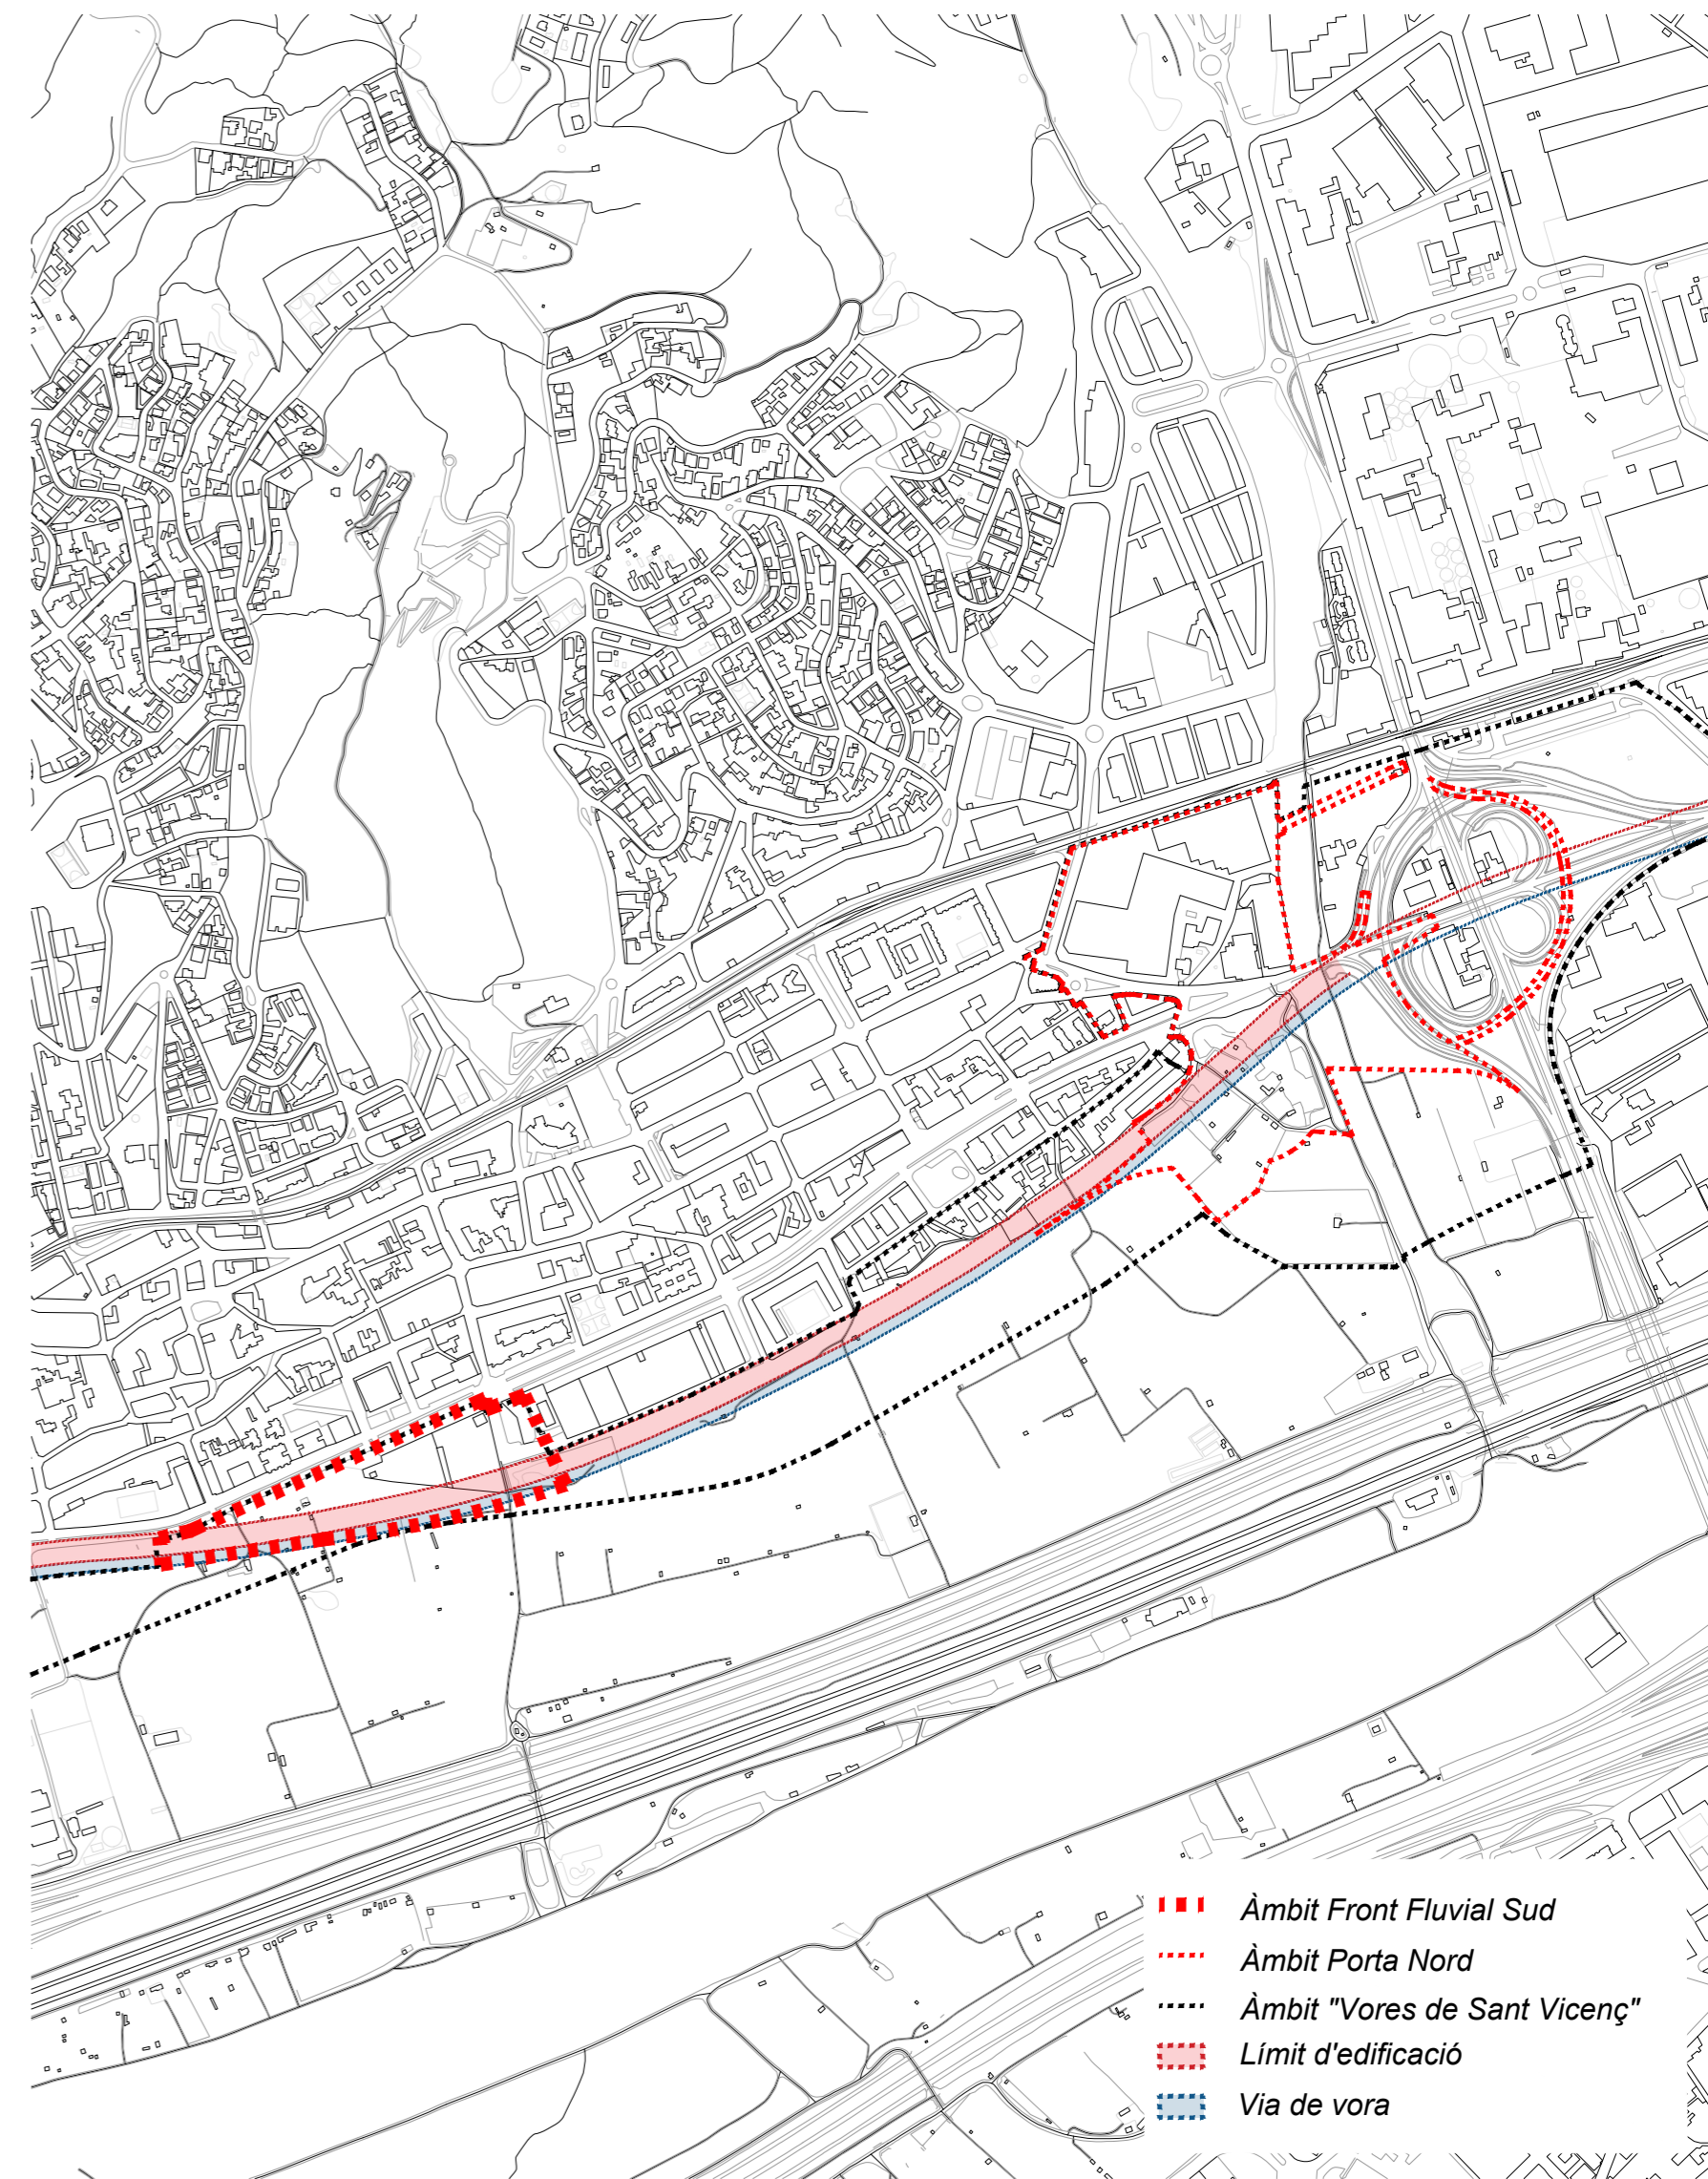 Àmbit Front Fluvial Sud
Àmbit Porta Nord
Àmbit "Vores de Sant Vicenç"
Límit d'edificació
Via de vora